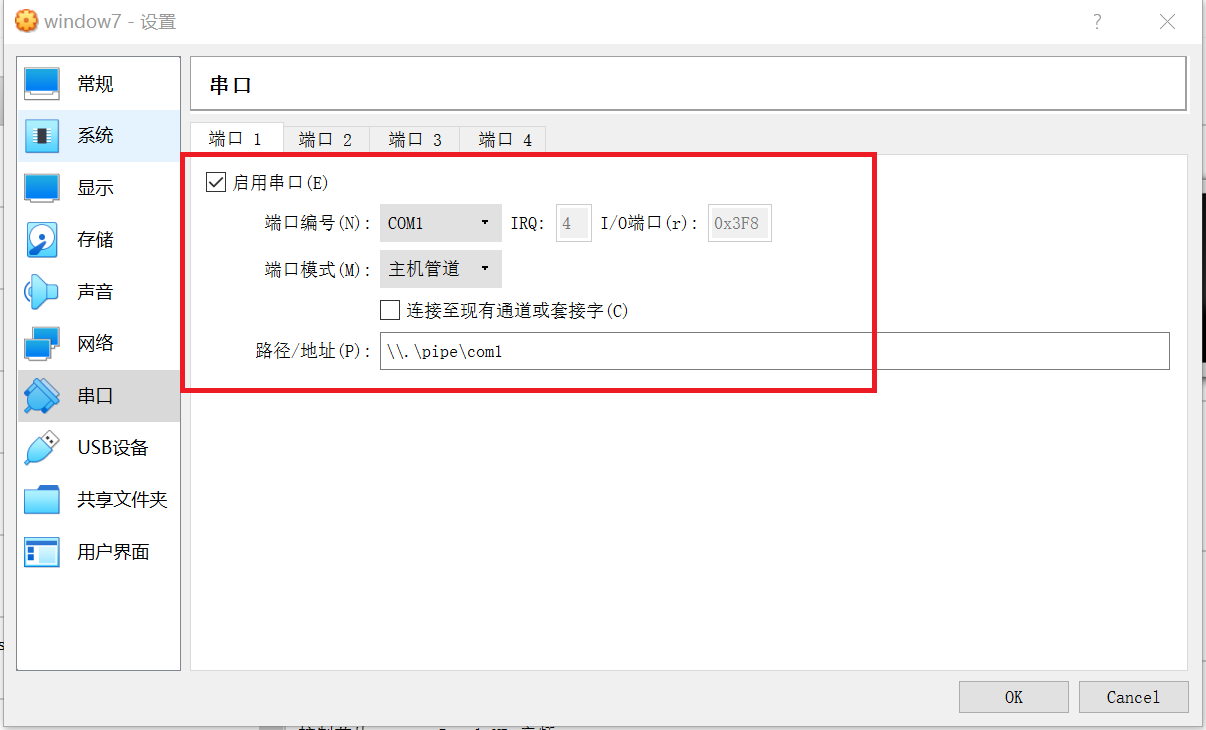 window7 - 设置
常规
系统
显示
存储
声音
网络
串口
USB设备
共享文件夹
用户界面
串口
端口 1 端口 2 端口 3 端口 4
启用串口(E)
端口编号(N): COM1 IRQ: 4 I/O端口(r): 0x3F8
端口模式(M): 主机管道
连接至现有通道或套接字(C)
路径/地址(P): \\.\pipe\com1
OK Cancel